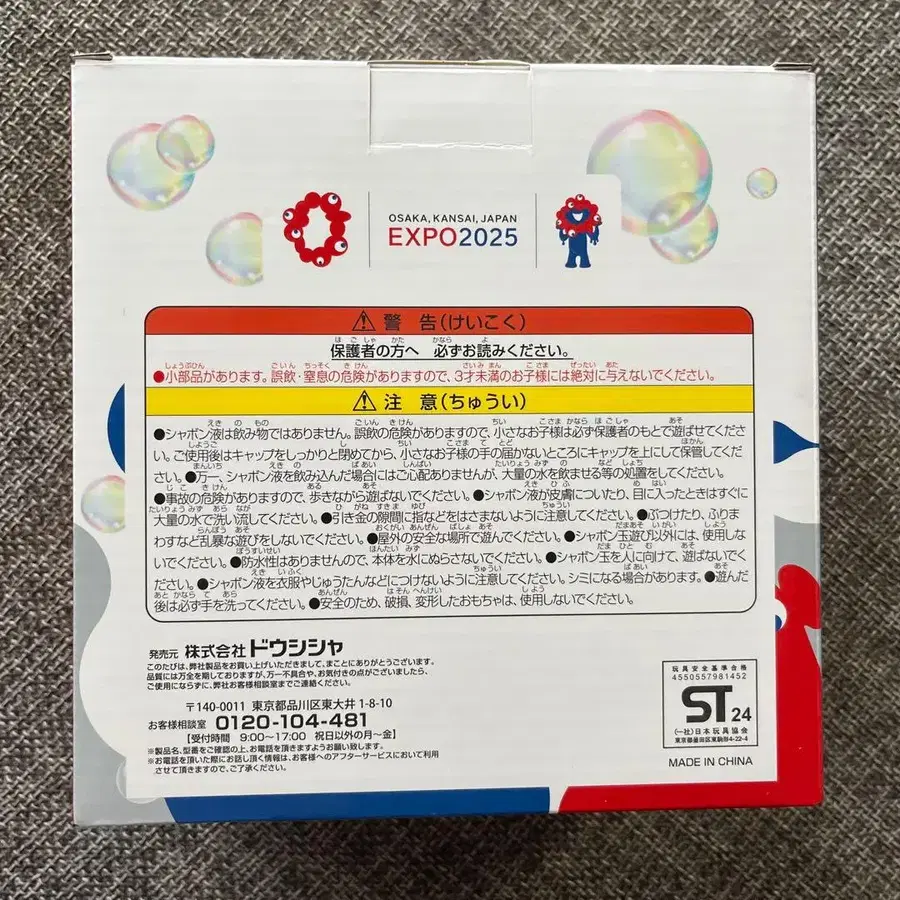 OSAKA, KANSAI, JAPAN
EXPO2025
警 告(けいこく)
保護者の方へ 必ずお読みください。
●小部品があります。誤飲・窒息の危険がありますので、3才未満のお子様には絶対に与えないでください。
注 意(ちゅうい)
●シャボン液は飲み物ではありません。誤飲の危険がありますので、小さなお子様は必ず保護者のもとで遊ばせてくだ
さい。ご使用後はキャップをしっかりと閉めてから、小さなお子様の手の届かないところにキャップを上にして保管してくだ
さい。●万一、シャボン液を飲み込んだ場合にはご心配ありませんが、大量の水を飲ませる等の処置をしてください。
●事故の危険がありますので、歩きながら遊ばないでください。●シャボン液が皮膚についたり、目に入ったときはすぐに
大量の水で洗い流してください。●引き金の隙間に指などをはさまないように注意してください。●ぶつけたり、ふりま
わすなど乱暴な遊びをしないでください。●屋外の安全な場所で遊んでください。●シャボン玉遊び以外には、使用しな
いでください。●防水性はありませんので、本体を水にぬらさないでください。●シャボン玉を人に向けて、遊ばないでく
ださい。●シャボン液を衣服やじゅうたんなどにつけないように注意してください。シミになる場合があります。●遊んだ
後は必ず手を洗ってください。●安全のため、破損、変形したおもちゃは、使用しないでください。
発売元 株式会社 ドウシシャ
このたびは、弊社製品をお買い上げいただきまして、まことにありがとうございます。
品質には万全を期しておりますが、万一不具合や、お気付きの点がございましたら、
ご使用にならずに、弊社お客様相談室までご連絡ください。
〒140-0011 東京都品川区東大井 1-8-10
お客様相談室 0120-104-481
【受付時間 9:00〜17:00 祝日以外の月〜金】
※製品名、型番をご確認の上、お電話を頂きますようお願い致します。
※お電話を頂いた際にお話し頂く情報は、お客様へのアフターサービスにおいて利用
させて頂きますので、ご了承ください。
玩具安全基準合格
4550557981452
ST 24
(一社)日本玩具協会
東京都墨田区東駒形4-22-4
MADE IN CHINA